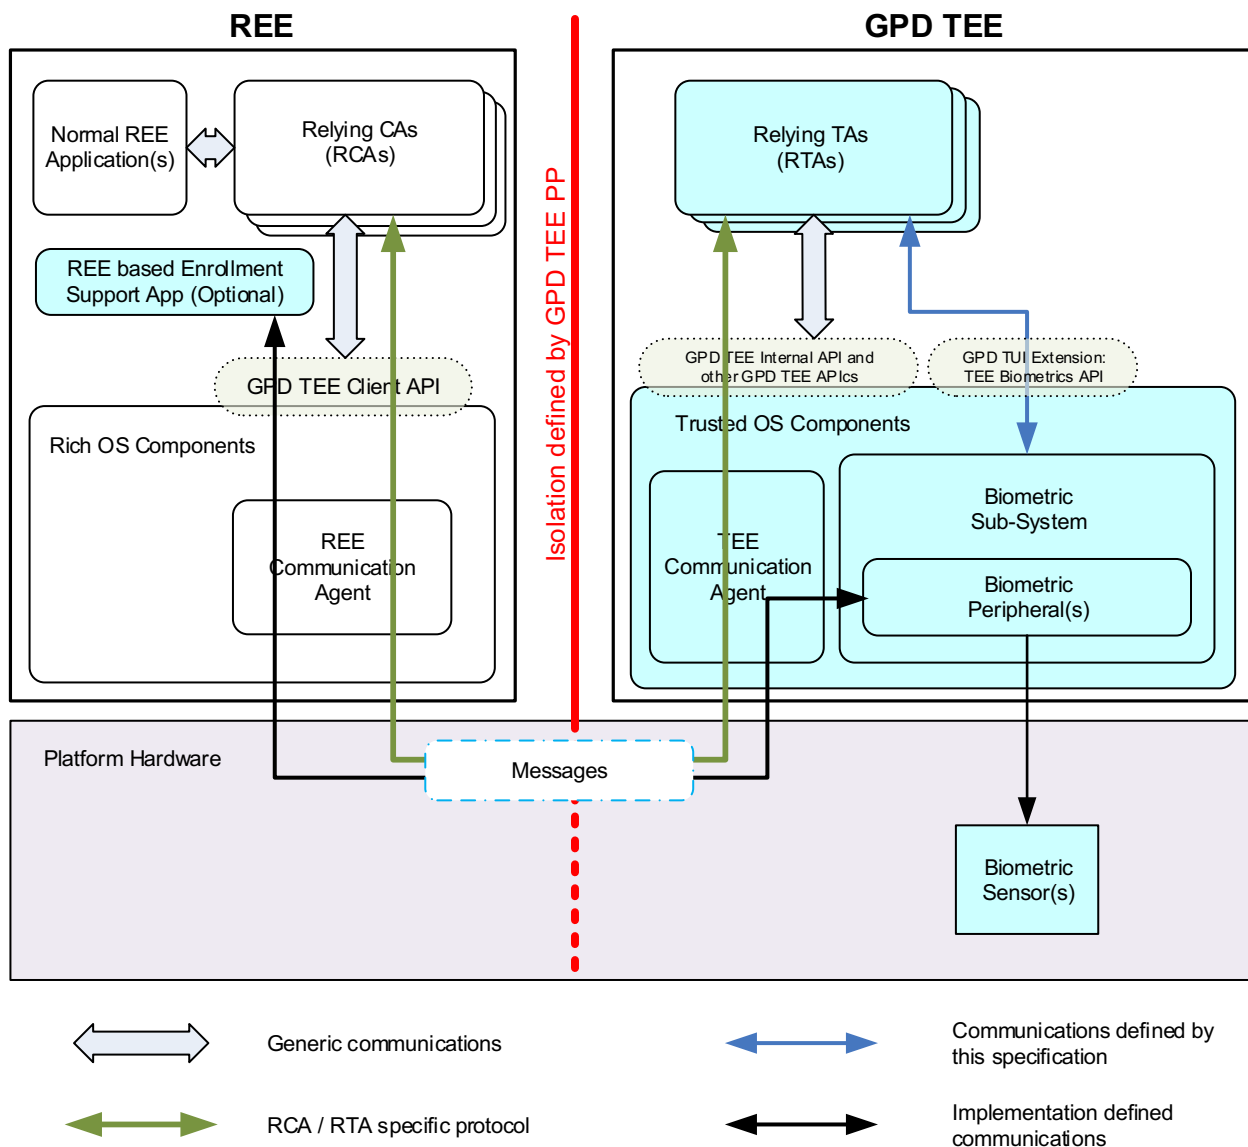 REE
GPD TEE
Normal REE
Application(s)
Relying CAs
(RCAs)
REE based Enrollment
Support App (Optional)
GPD TEE Client API
Rich OS Components
REE
Communication
Agent
Isolation defined by GPD TEE PP
Relying TAs
(RTAs)
GPD TEE Internal API and
other GPD TEE APIcs
GPD TUI Extension:
TEE Biometrics API
Trusted OS Components
TEE
Communication
Agent
Biometric
Sub-System
Biometric
Peripheral(s)
Platform Hardware
Messages
Biometric
Sensor(s)
Generic communications
Communications defined by
this specification
RCA / RTA specific protocol
Implementation defined
communications